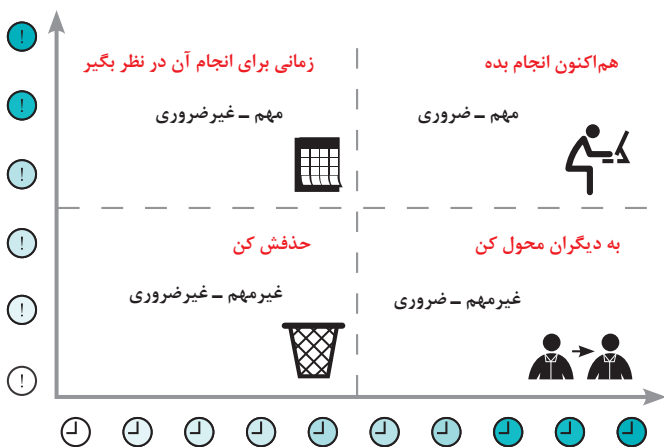 هم‌اکنون انجام بده
مهم – ضروری
زمانی برای انجام آن در نظر بگیر
مهم – غیرضروری
به دیگران محول کن
غیرمهم – ضروری
حذفش کن
غیرمهم – غیرضروری
!
!
!
!
!
!